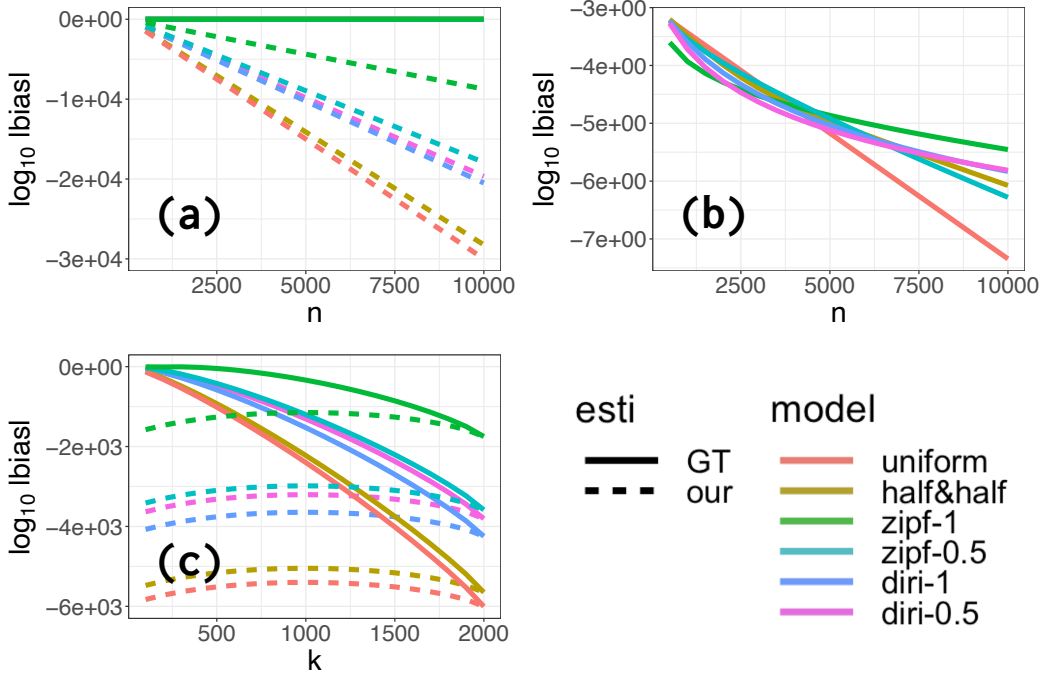 0e+00
−1e+04
−2e+04
−3e+04
log10 |bias|
(a)
2500 5000 7500 10000
n
−3e+00
−4e+00
−5e+00
−6e+00
−7e+00
log10 |bias|
(b)
2500 5000 7500 10000
n
0e+00
−2e+03
−4e+03
−6e+03
log10 |bias|
(c)
500 1000 1500 2000
k
esti
GT
our
model
uniform
half&half
zipf-1
zipf-0.5
diri-1
diri-0.5